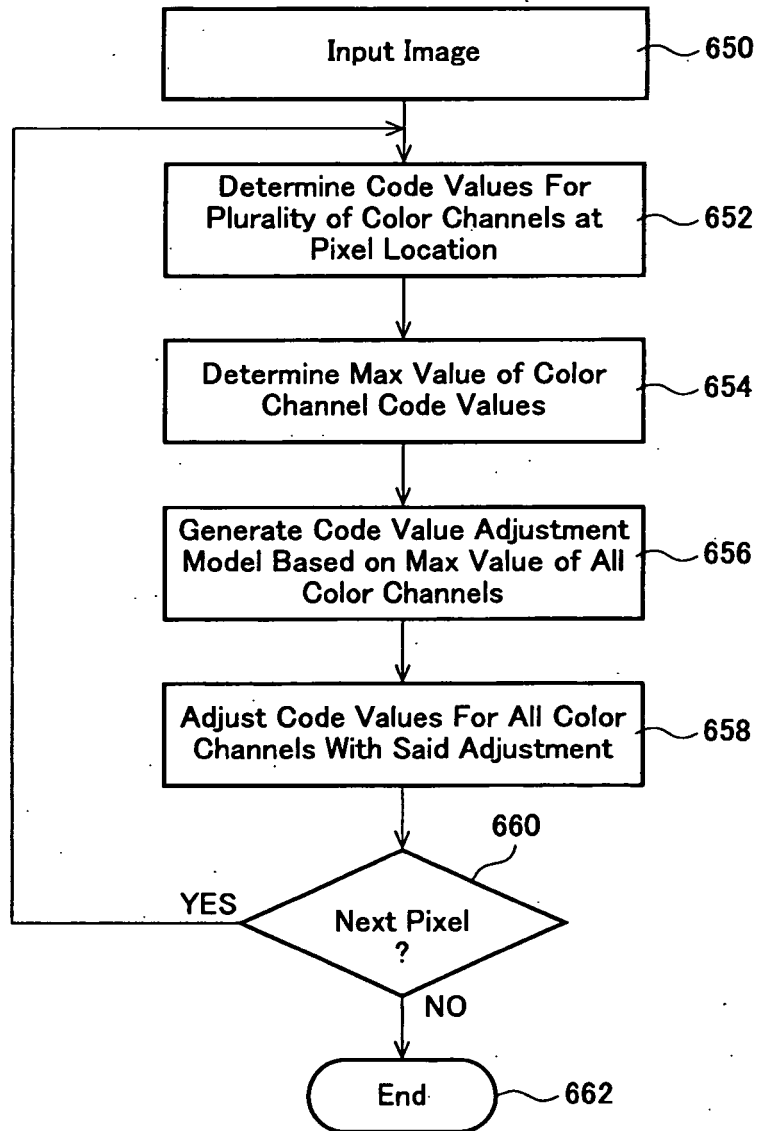 Input Image
650
Determine Code Values For
Plurality of Color Channels at
Pixel Location
652
Determine Max Value of Color
Channel Code Values
654
Generate Code Value Adjustment
Model Based on Max Value of All
Color Channels
656
Adjust Code Values For All Color
Channels With Said Adjustment
658
660
YES
Next Pixel
?
NO
End
662